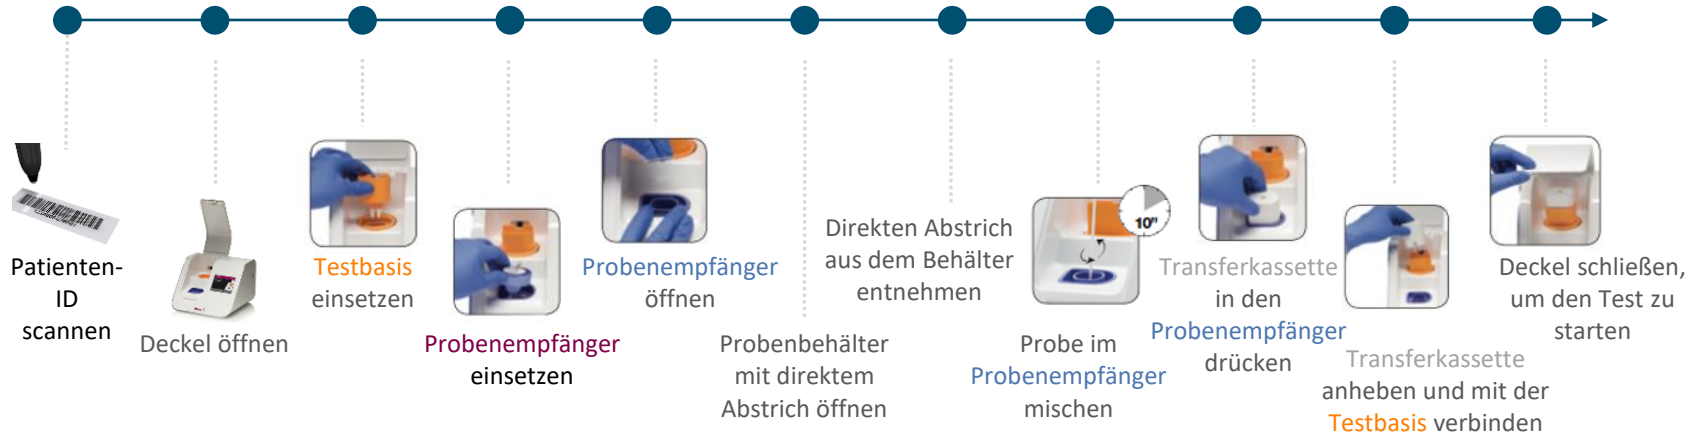 Patienten-
ID
scannen
Deckel öffnen
Testbasis
einsetzen
Probenempfänger
einsetzen
Probenempfänger
öffnen
Probenbehälter
mit direktem
Abstrich öffnen
Direkten Abstrich
aus dem Behälter
entnehmen
10"
Probe im
Probenempfänger
mischen
Transferkassette
in den
Probenempfänger
drücken
Transferkassette
anheben und mit der
Testbasis verbinden
Deckel schließen,
um den Test zu
starten